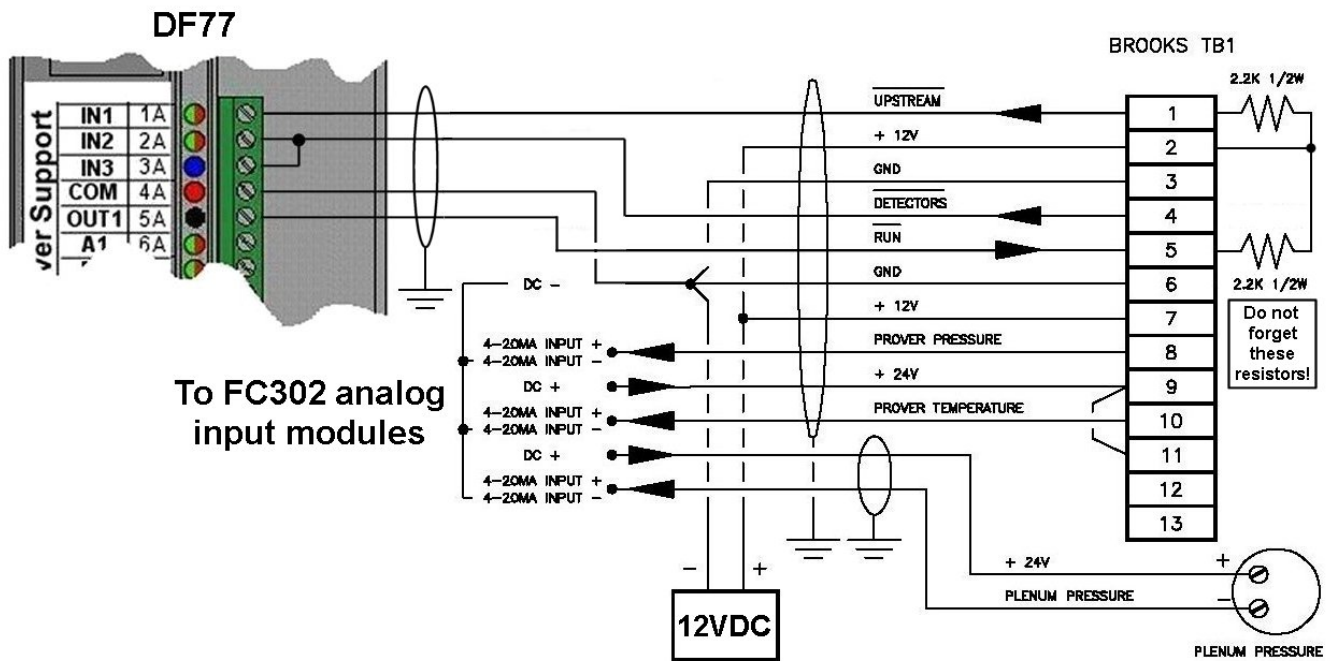 DF77
BROOKS TB1
2.2K 1/2W
ver Support
IN1 1A
IN2 2A
IN3 3A
COM 4A
OUT1 5A
A1 6A
UPSTREAM
+ 12V
GND
DETECTORS
RUN
GND
+ 12V
PROVER PRESSURE
+ 24V
PROVER TEMPERATURE
1
2
3
4
5
6
7
8
9
10
11
12
13
2.2K 1/2W
Do not
forget
these
resistors!
DC -
4-20MA INPUT +
4-20MA INPUT -
DC +
4-20MA INPUT +
4-20MA INPUT -
DC +
4-20MA INPUT +
4-20MA INPUT -
To FC302 analog
input modules
- +
12VDC
+ 24V
PLENUM PRESSURE
+
-
PLENUM PRESSURE